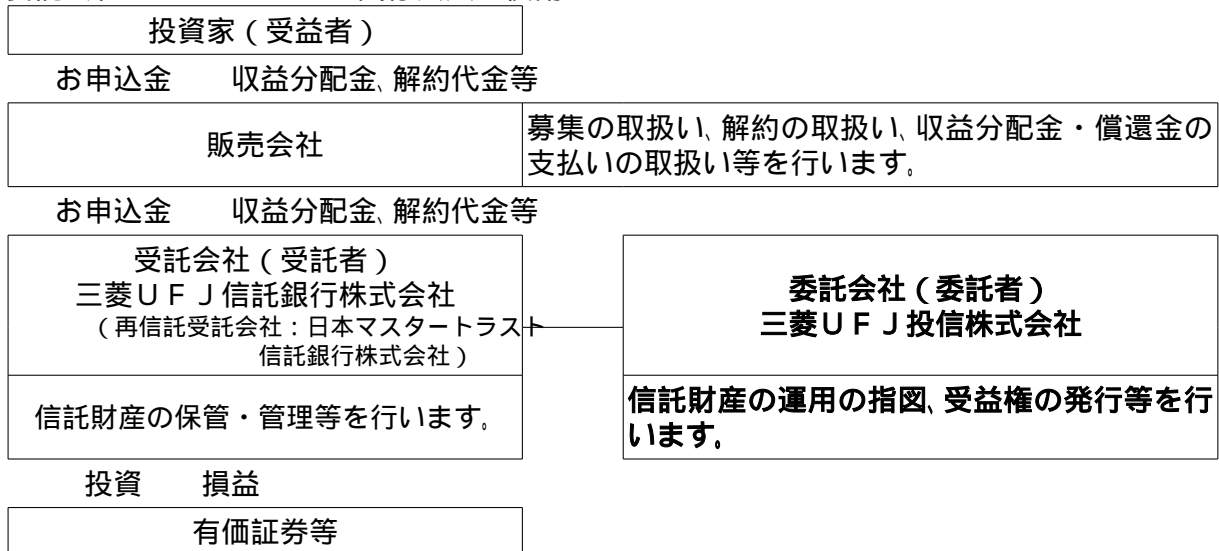 投資家（受益者）
お申込金　　収益分配金、解約代金等
販売会社
募集の取扱い、解約の取扱い、収益分配金・償還金の
支払いの取扱い等を行います。
お申込金　　収益分配金、解約代金等
受託会社（受託者）
三菱ＵＦＪ信託銀行株式会社
（再信託受託会社：日本マスタートラスト
信託銀行株式会社）
委託会社（委託者）
三菱ＵＦＪ投信株式会社
信託財産の保管・管理等を行います。
信託財産の運用の指図、受益権の発行等を行
います。
投資　　損益
有価証券等